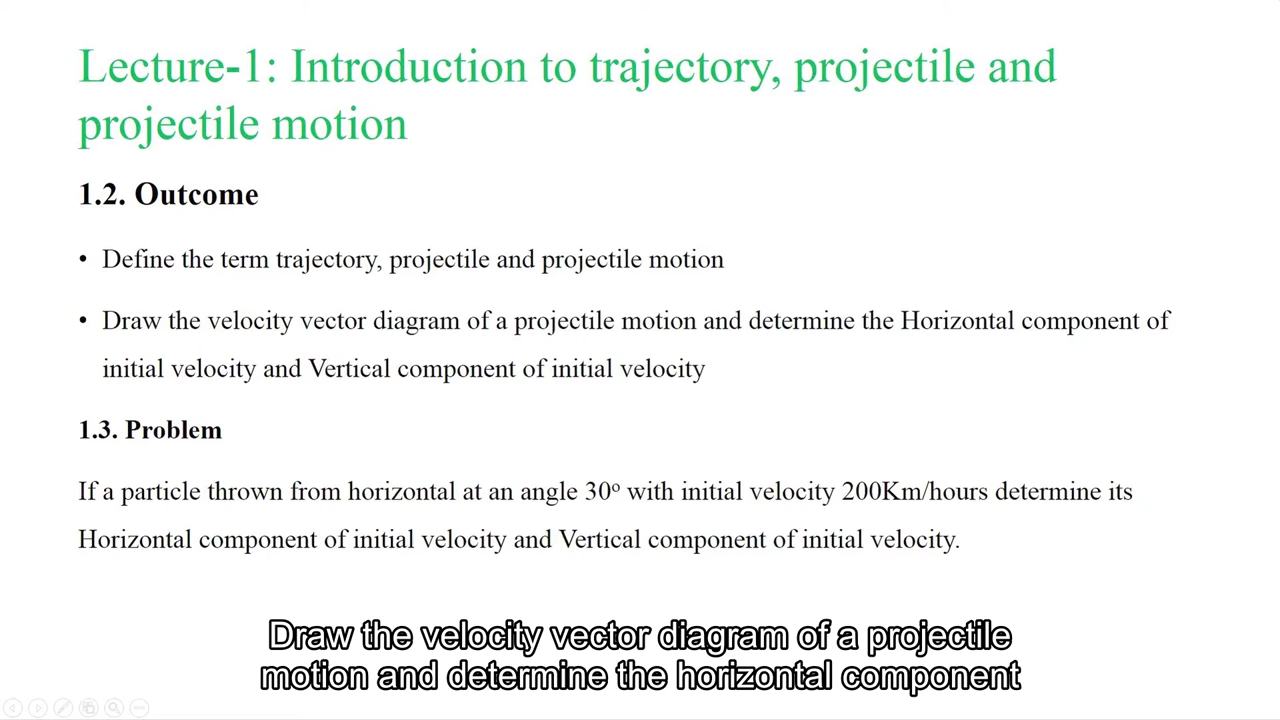 Lecture-1: Introduction to trajectory, projectile and
projectile motion
1.2. Outcome
• Define the term trajectory, projectile and projectile motion
• Draw the velocity vector diagram of a projectile motion and determine the Horizontal component of
initial velocity and Vertical component of initial velocity
1.3. Problem
If a particle thrown from horizontal at an angle 30º with initial velocity 200Km/hours determine its
Horizontal component of initial velocity and Vertical component of initial velocity.
Draw the velocity vector diagram of a projectile
motion and determine the horizontal component